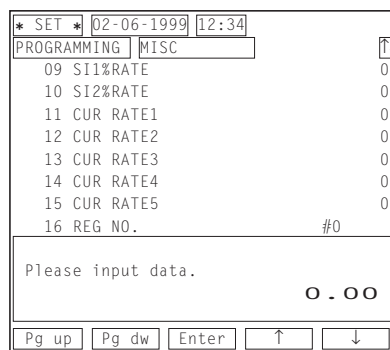 * SET * 02-06-1999 12:34
PROGRAMMING MISC ↑
09 SI1%RATE 0
10 SI2%RATE 0
11 CUR RATE1 0
12 CUR RATE2 0
13 CUR RATE3 0
14 CUR RATE4 0
15 CUR RATE5 0
16 REG NO. #0
Please input data.
0.00
Pg up Pg dw Enter ↑ ↓